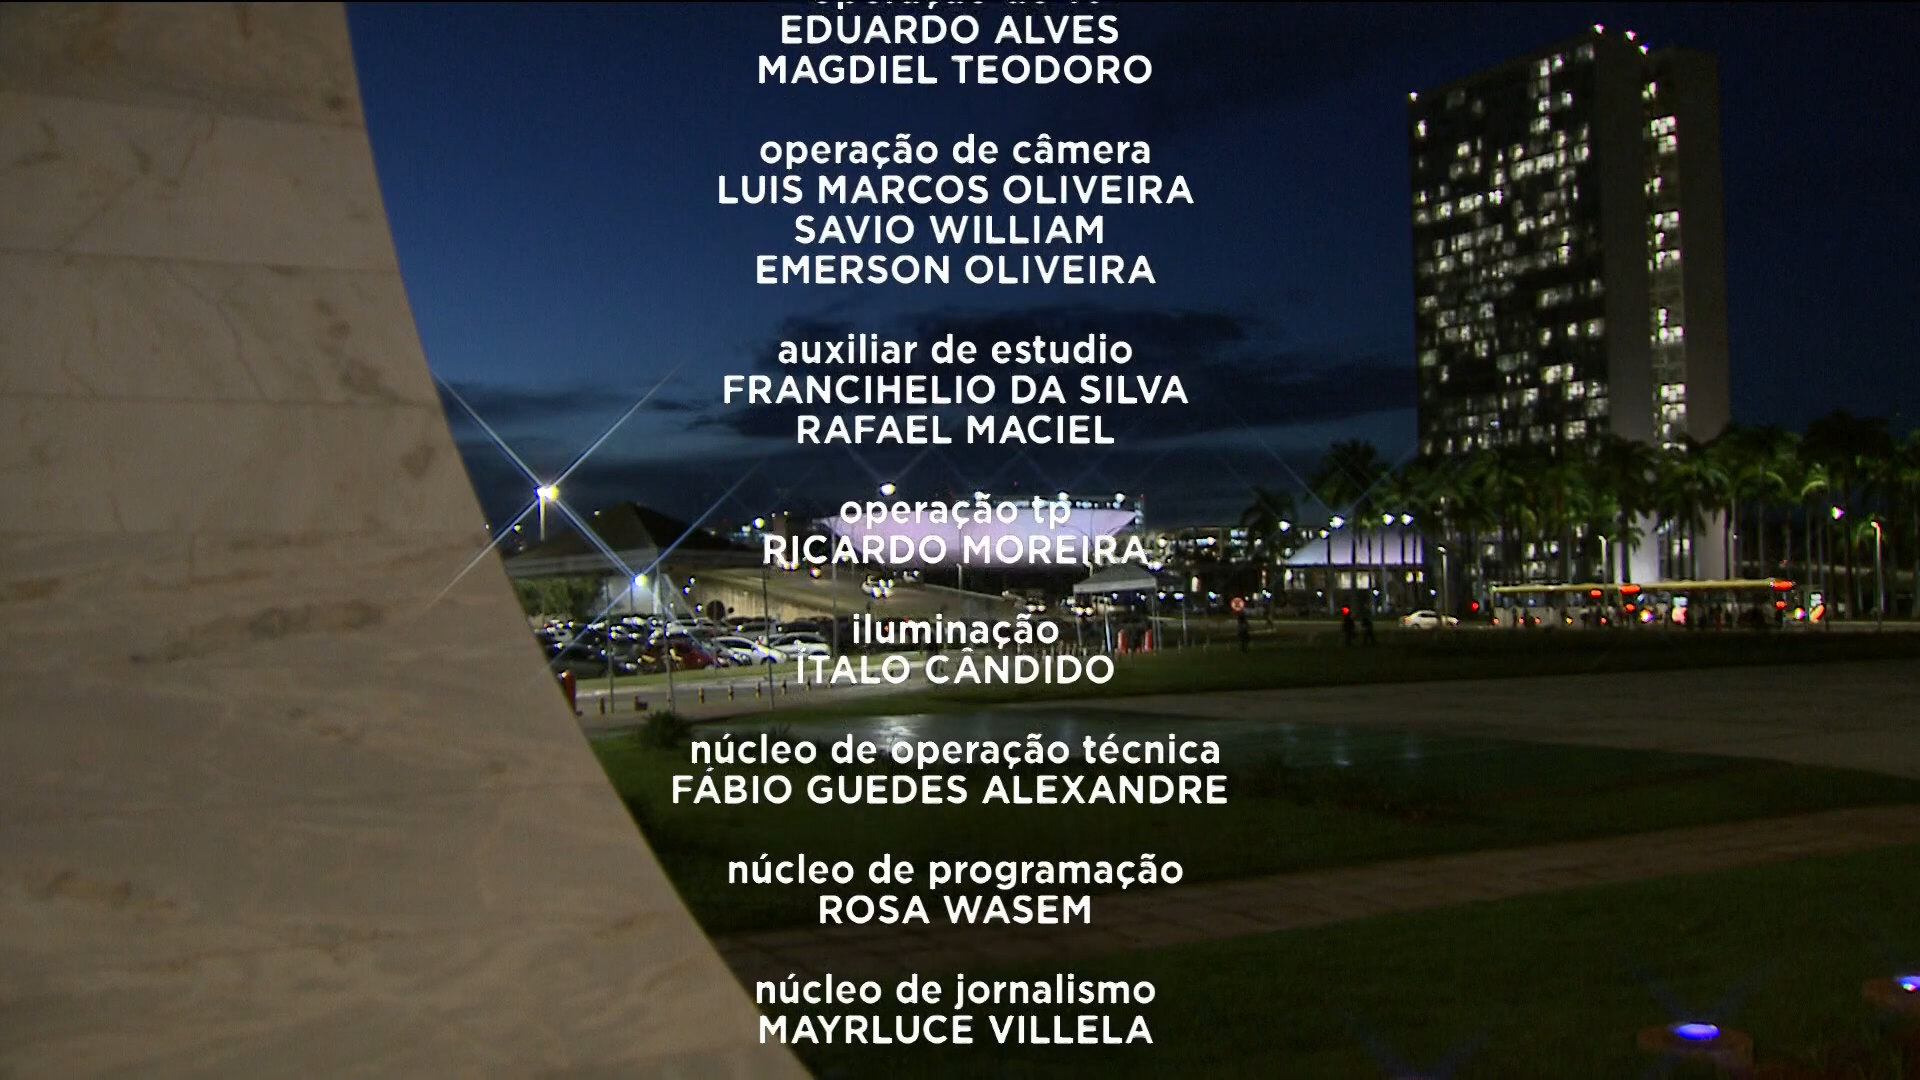 EDUARDO ALVES
MAGDIEL TEODORO
operação de câmera
LUIS MARCOS OLIVEIRA
SAVIO WILLIAM
EMERSON OLIVEIRA
auxiliar de estudio
FRANCIHELIO DA SILVA
RAFAEL MACIEL
operação tp
RICARDO MOREIRA
iluminação
ÍTALO CÂNDIDO
núcleo de operação técnica
FÁBIO GUEDES ALEXANDRE
núcleo de programação
ROSA WASEM
núcleo de jornalismo
MAYRLUCE VILLELA